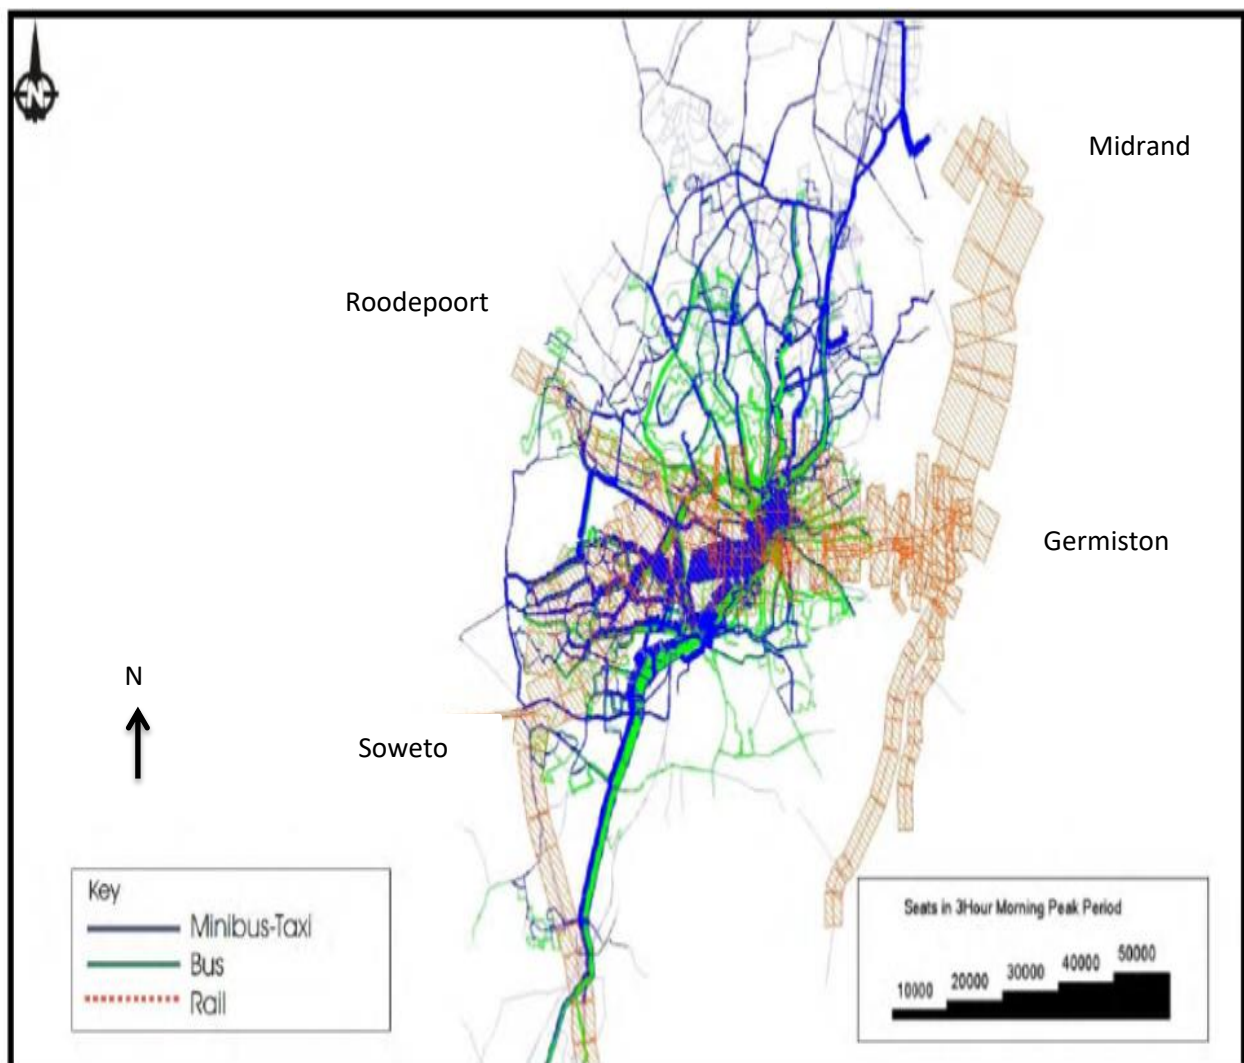 N
Midrand
Roodepoort
Germiston
N
Soweto
Key
Minibus-Taxi
Bus
Rail
Seats in 3Hour Morning Peak Period
10000 20000 30000 40000 50000